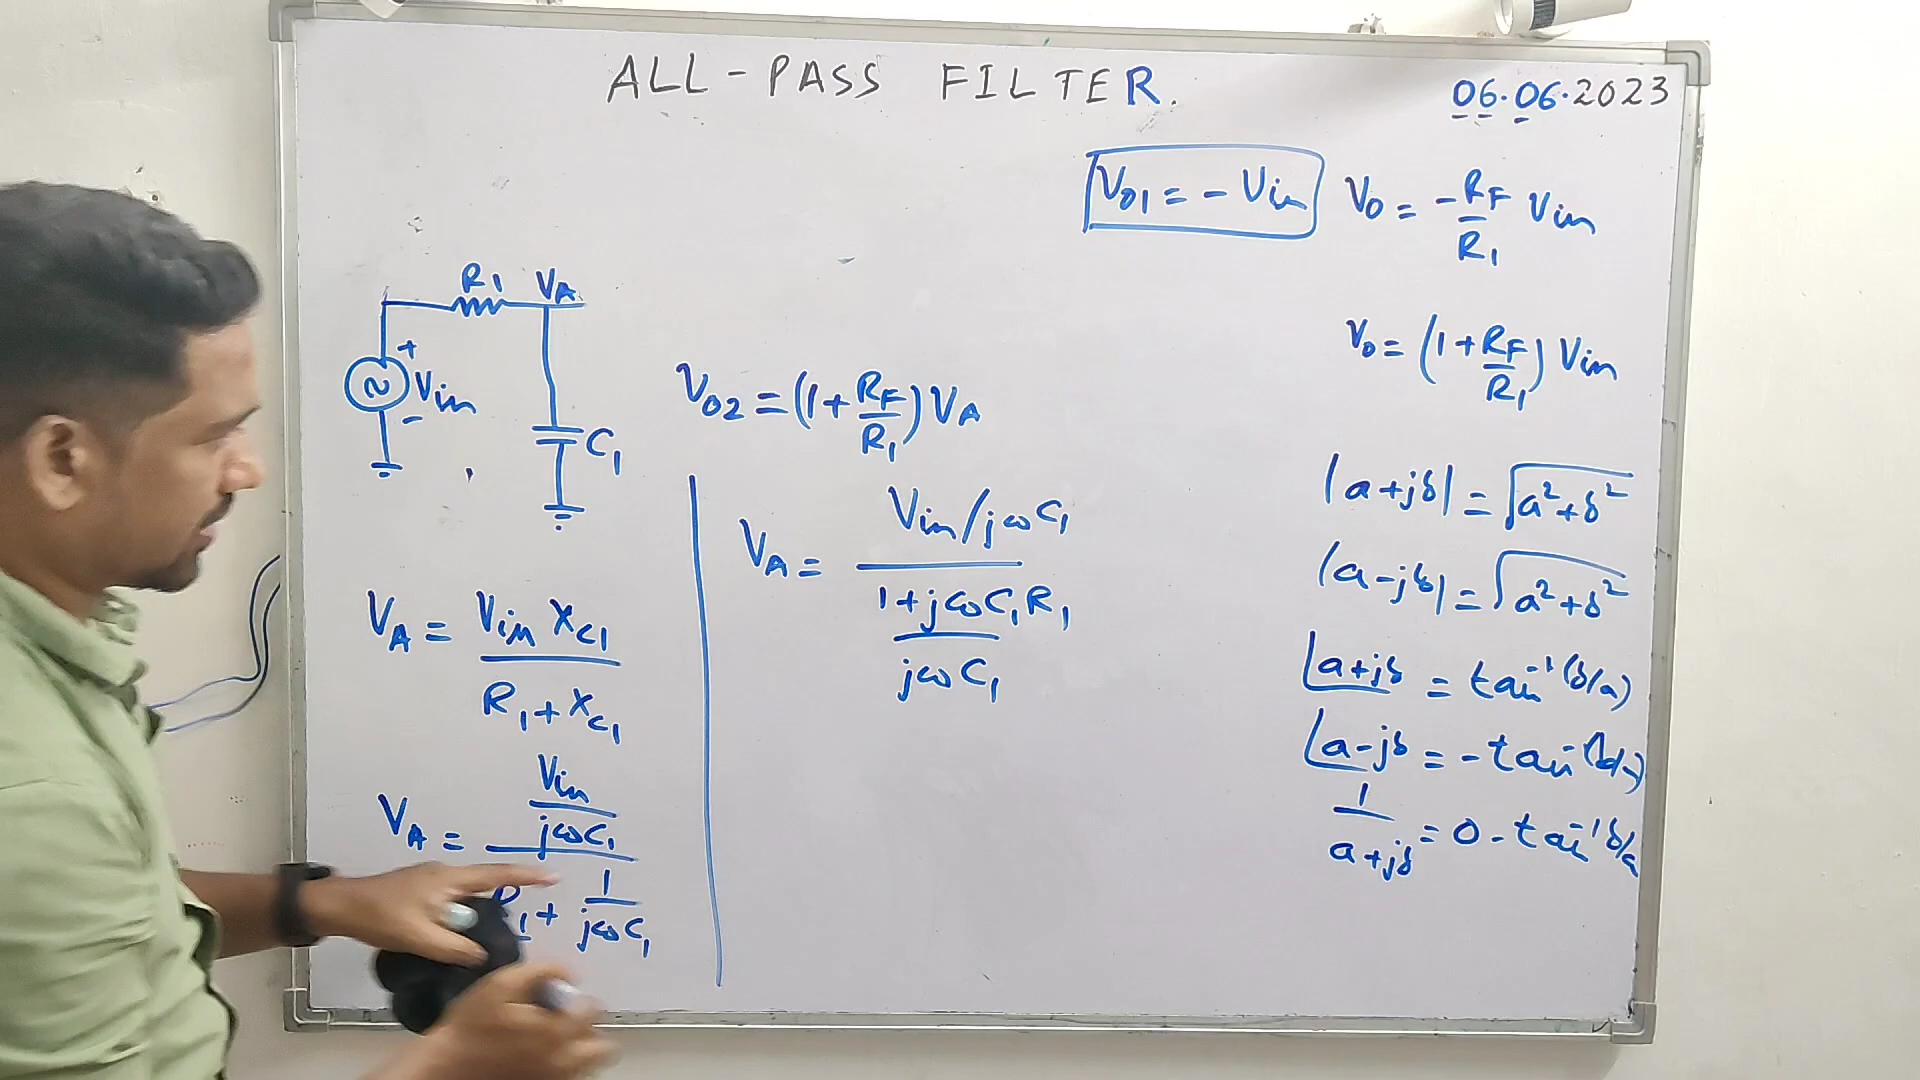 ALL-PASS FILTER.
06.06.2023
V01 = - Vin
V0 = -RF/R1 Vin
V0 = (1+RF/R1) Vin
R1 VA
+
Vin
-
C1
V02 = (1+RF/R1) VA
VA = Vin XC1 / R1 + XC1
VA = Vin/jωC1 / R1 + 1/jωC1
VA = Vin/jωC1 / 1+jωC1R1/jωC1
|a+jb| = √a²+b²
|a-jb| = √a²+b²
∠a+jb = tan⁻¹(b/a)
∠a-jb = -tan⁻¹(b/a)
1/a+jb = 0 - tan⁻¹ b/a